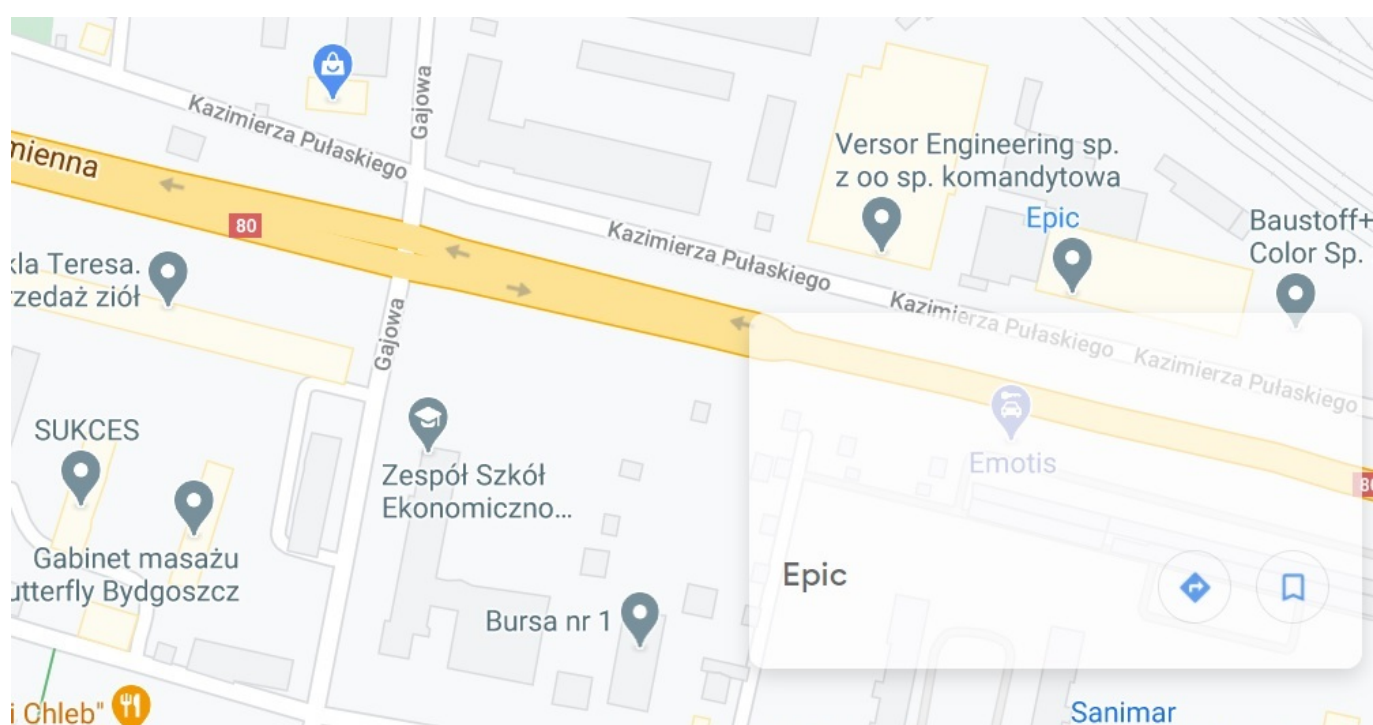 Kazimierza Pułaskiego
Gajowa
mienna
80
Versor Engineering sp.
z oo sp. komandytowa
Epic
Baustoff+
Color Sp.
Kazimierza Pułaskiego
kla Teresa.
rzedaż ziół
Kazimierza Pułaskiego
Kazimierza Pułaskiego
Gajowa
SUKCES
Zespół Szkół
Ekonomiczno...
Emotis
80
Gabinet masażu
utterfly Bydgoszcz
Epic
Bursa nr 1
i Chleb"
Sanimar